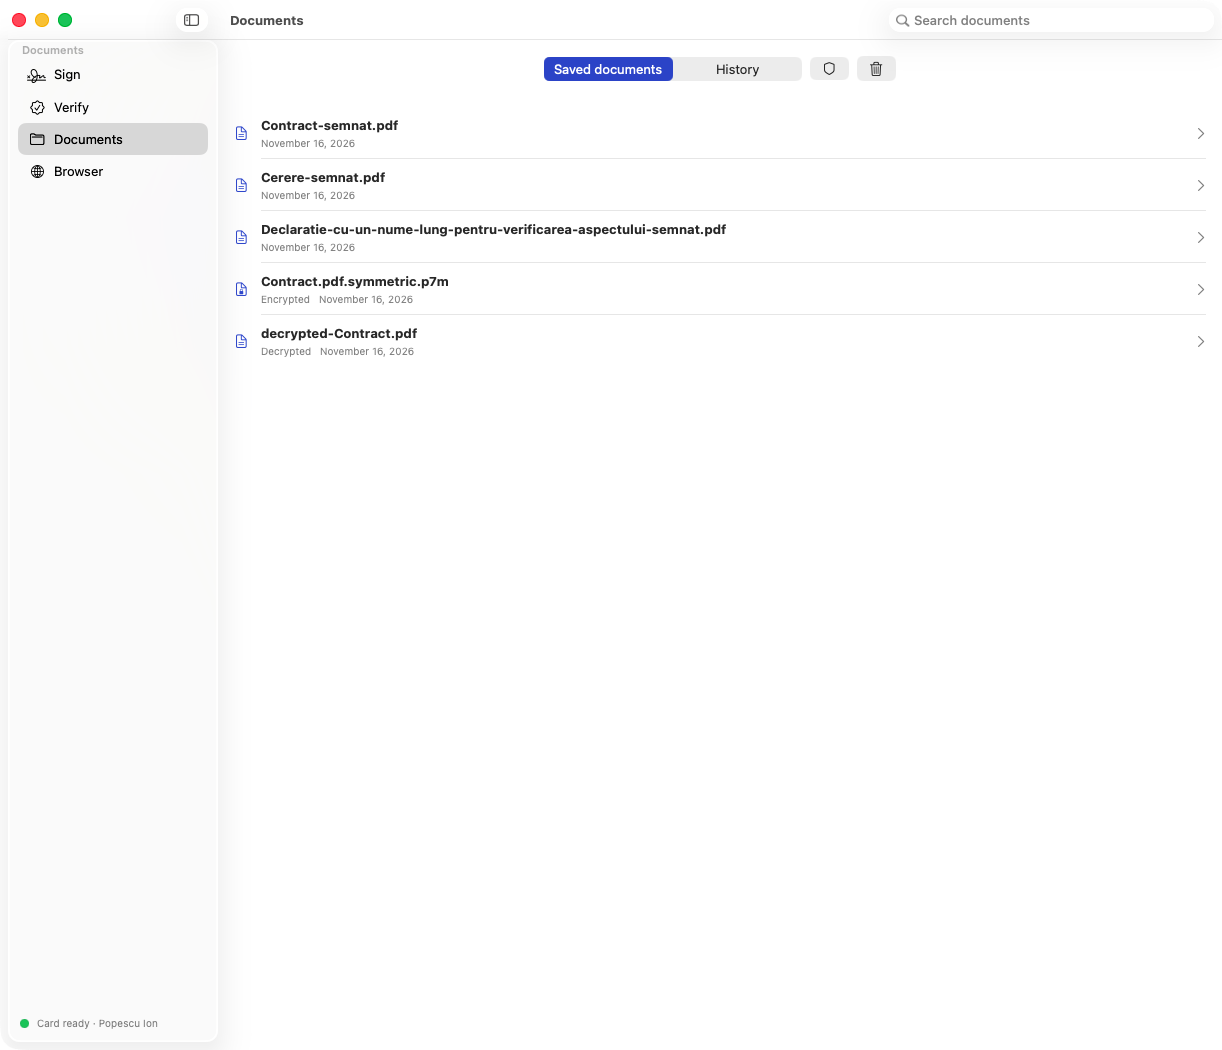 Documents
Search documents
Documents
Sign
Verify
Documents
Browser
Saved documents
History
Contract-semnat.pdf
November 16, 2026
Cerere-semnat.pdf
November 16, 2026
Declaratie-cu-un-nume-lung-pentru-verificarea-aspectului-semnat.pdf
November 16, 2026
Contract.pdf.symmetric.p7m
Encrypted November 16, 2026
decrypted-Contract.pdf
Decrypted November 16, 2026
Card ready · Popescu Ion